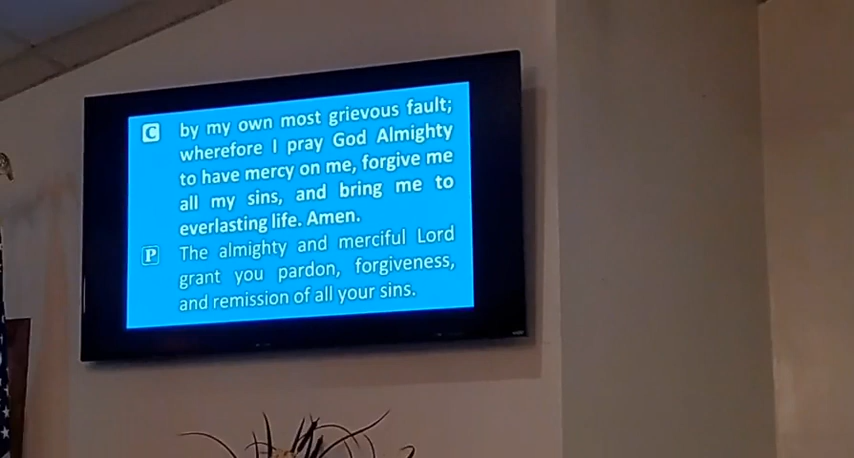 C by my own most grievous fault;
wherefore I pray God Almighty
to have mercy on me, forgive me
all my sins, and bring me to
everlasting life. Amen.
P The almighty and merciful Lord
grant you pardon, forgiveness,
and remission of all your sins.